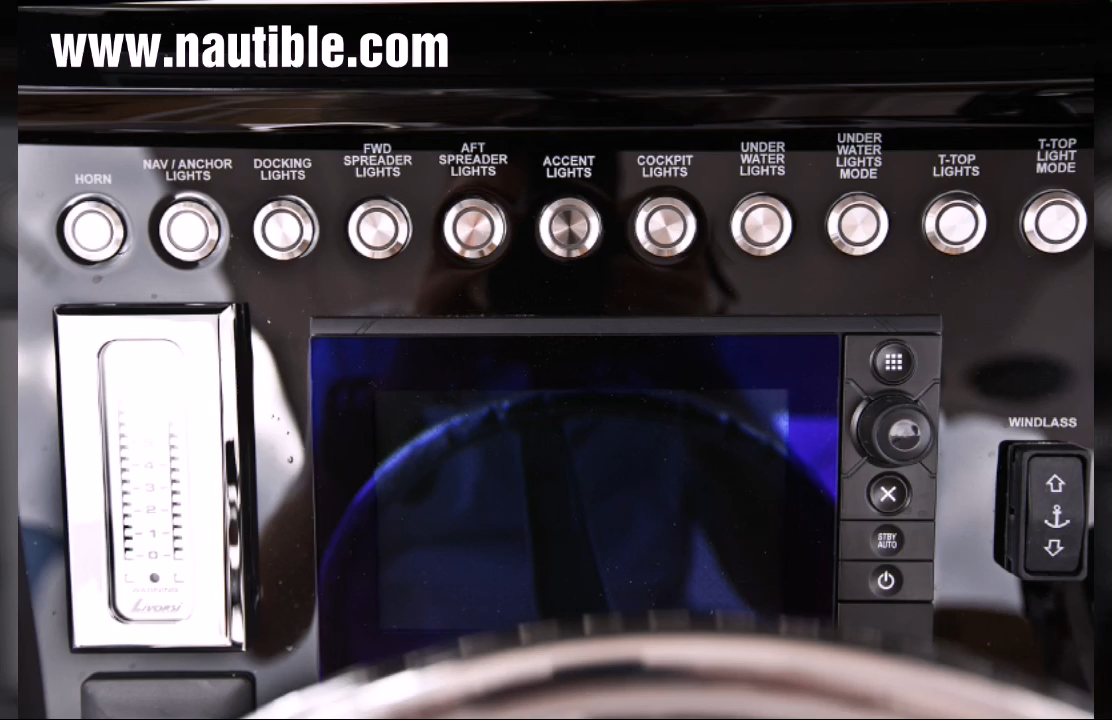 www.nautible.com
HORN
NAV / ANCHOR
LIGHTS
DOCKING
LIGHTS
FWD
SPREADER
LIGHTS
AFT
SPREADER
LIGHTS
ACCENT
LIGHTS
COCKPIT
LIGHTS
UNDER
WATER
LIGHTS
UNDER
WATER
LIGHTS
MODE
T-TOP
LIGHTS
T-TOP
LIGHT
MODE
4
3
2
1
0
WARNING
LIVORSI
STBY
AUTO
WINDLASS